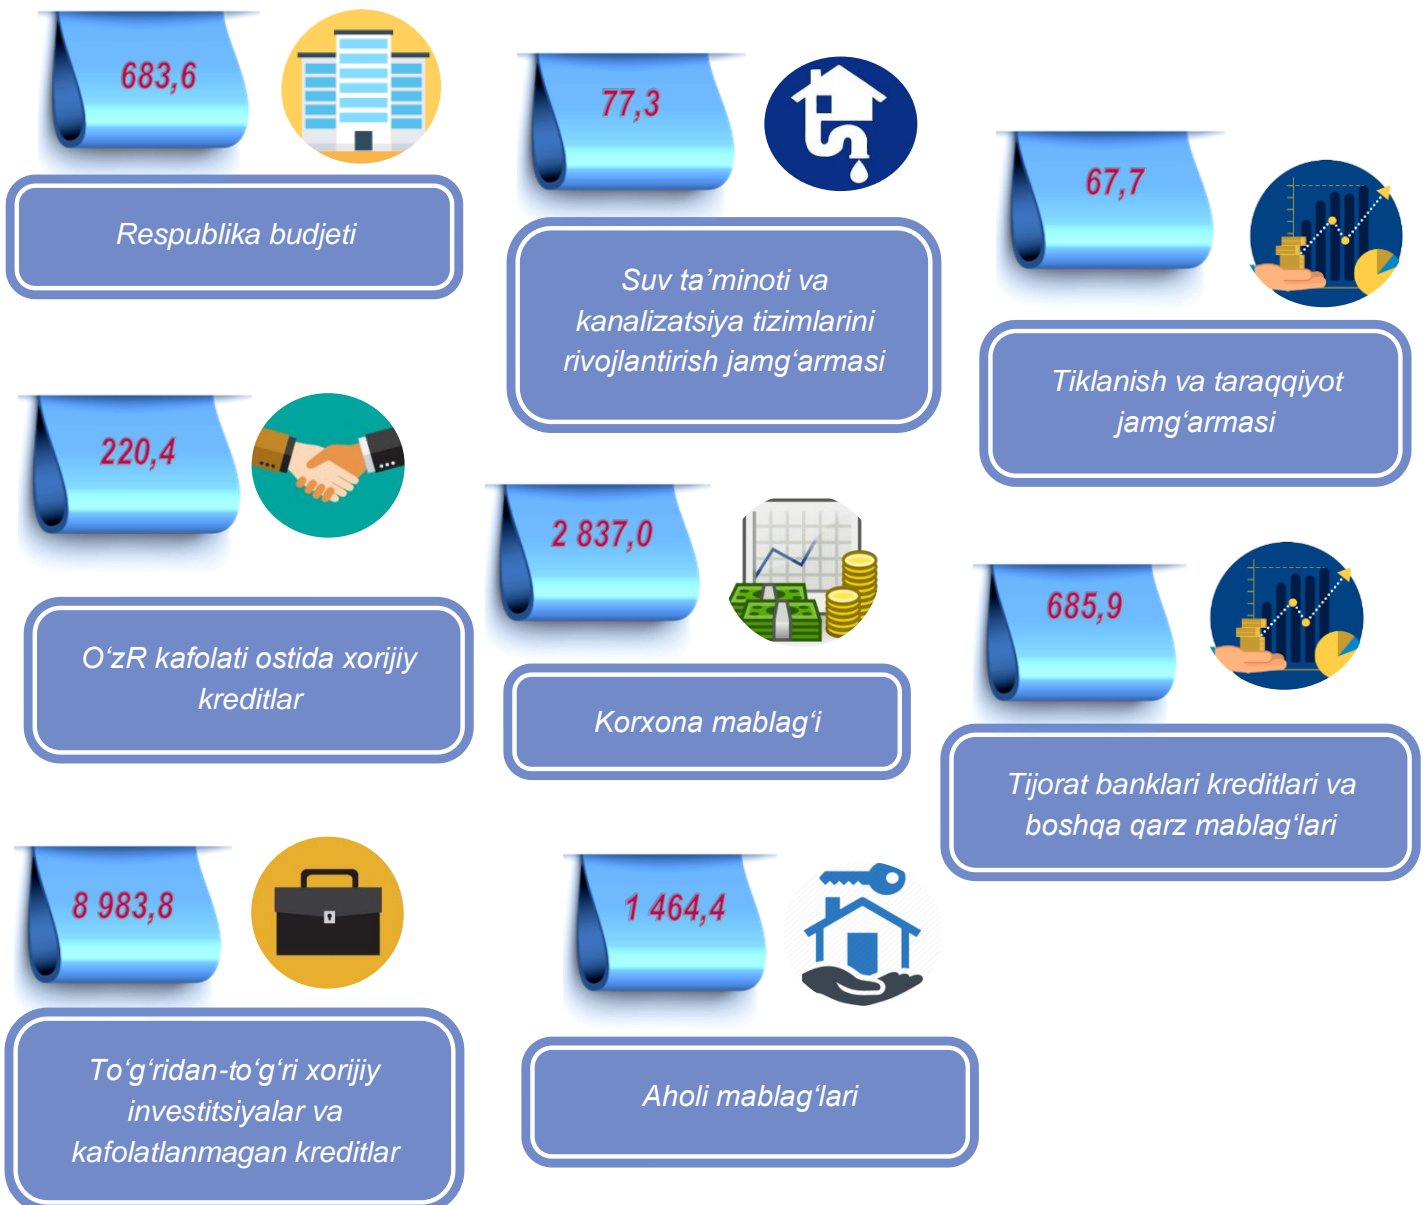 683,6
Respublika budjeti
77,3
Suv ta’minoti va
kanalizatsiya tizimlarini
rivojlantirish jamg‘armasi
67,7
Tiklanish va taraqqiyot
jamg‘armasi
220,4
O‘zR kafolati ostida xorijiy
kreditlar
2 837,0
Korxona mablag‘i
685,9
Tijorat banklari kreditlari va
boshqa qarz mablag‘lari
8 983,8
To‘g‘ridan-to‘g‘ri xorijiy
investitsiyalar va
kafolatlanmagan kreditlar
1 464,4
Aholi mablag‘lari